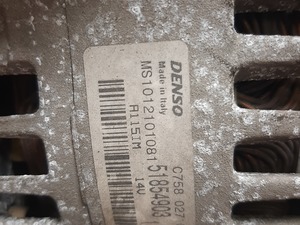 DENSO
Made in Italy
MS1012101081
A115IM 14V
C758 027
51854903